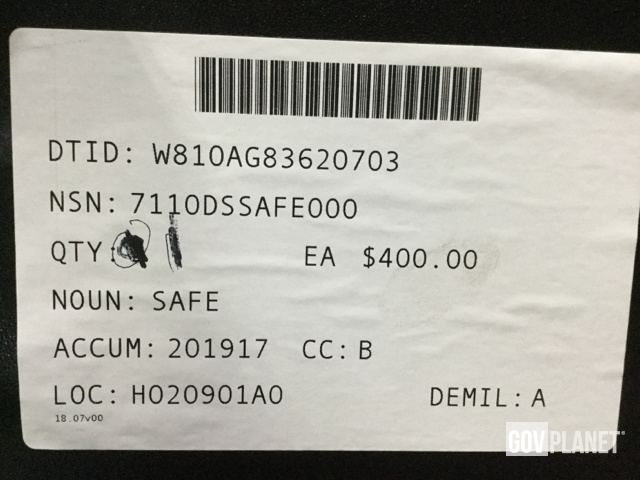 DTID: W810AG83620703
NSN: 7110DSSAFE000
QTY: 1 EA $400.00
NOUN: SAFE
ACCUM: 201917 CC: B
LOC: H020901A0 DEMIL: A
18.07v00
GOVPLANET